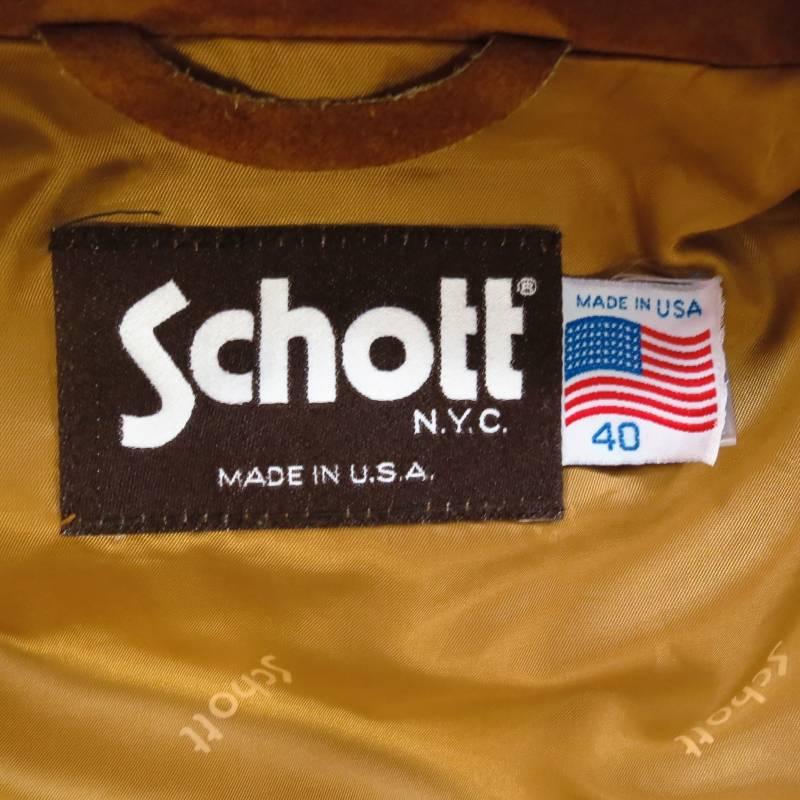 Schott®
N.Y.C.
MADE IN U.S.A.
MADE IN USA
40
Schott
Schott